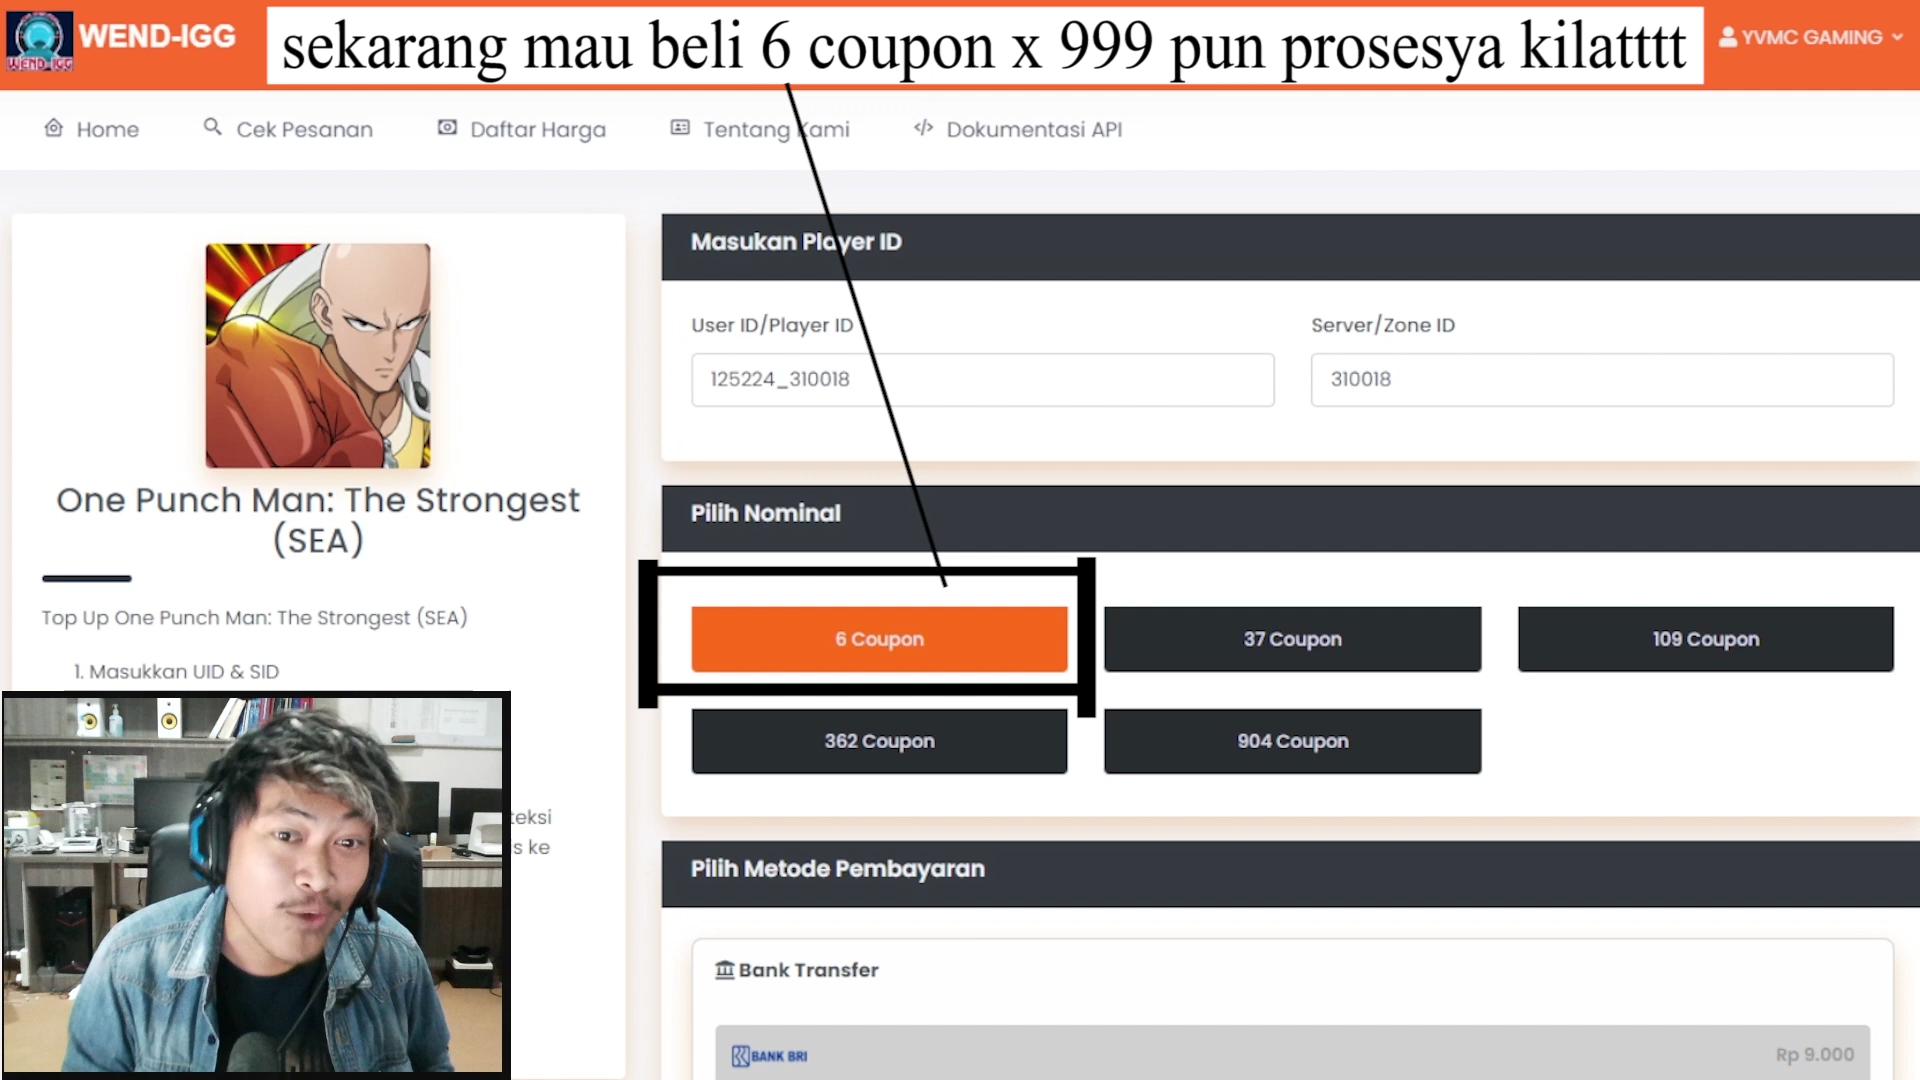 WEND-IGG
WEND_IGG
sekarang mau beli 6 coupon x 999 pun prosesya kilatttt
YVMC GAMING
Home
Cek Pesanan
Daftar Harga
Tentang Kami
Dokumentasi API
One Punch Man: The Strongest
(SEA)
Top Up One Punch Man: The Strongest (SEA)
1. Masukkan UID & SID
teksi
s ke
Masukan Player ID
User ID/Player ID
Server/Zone ID
125224_310018
310018
Pilih Nominal
6 Coupon
37 Coupon
109 Coupon
362 Coupon
904 Coupon
Pilih Metode Pembayaran
Bank Transfer
BANK BRI
Rp 9.000